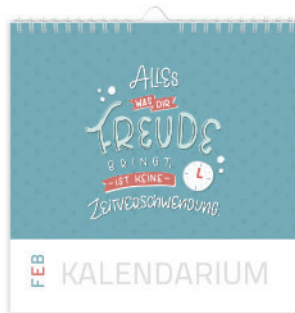 ALLES
WAS DIR
FREUDE
BRINGT,
IST KEINE
ZEITVERSCHWENDUNG.
FEB
KALENDARIUM